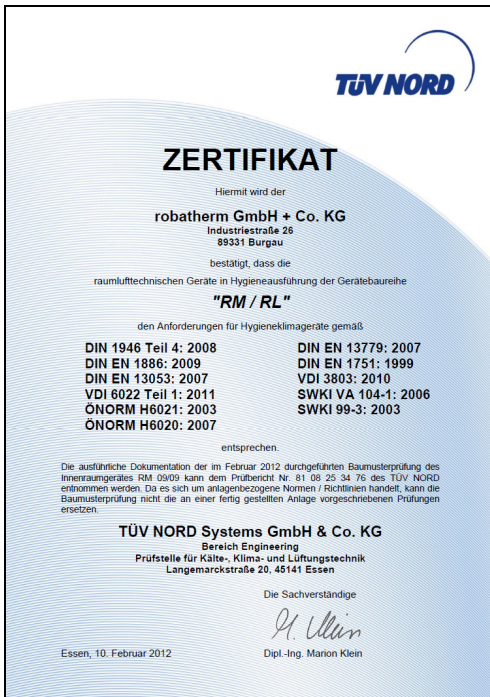 TÜV NORD
ZERTIFIKAT
Hiermit wird der
robatherm GmbH + Co. KG
Industriestraße 26
89331 Burgau
bestätigt, dass die
raumlufttechnischen Geräte in Hygieneausführung der Gerätebaureihe
"RM / RL"
den Anforderungen für Hygieneklimageräte gemäß
DIN 1946 Teil 4: 2008
DIN EN 1886: 2009
DIN EN 13053: 2007
VDI 6022 Teil 1: 2011
ÖNORM H6021: 2003
ÖNORM H6020: 2007
DIN EN 13779: 2007
DIN EN 1751: 1999
VDI 3803: 2010
SWKI VA 104-1: 2006
SWKI 99-3: 2003
entsprechen.
Die ausführliche Dokumentation der im Februar 2012 durchgeführten Baumusterprüfung des
Innenraumgerätes RM 09/09 kann dem Prüfbericht Nr. 81 08 25 34 76 des TÜV NORD
entnommen werden. Da es sich um anlagenbezogene Normen / Richtlinien handelt, kann die
Baumusterprüfung nicht die an einer fertig gestellten Anlage vorgeschriebenen Prüfungen
ersetzen.
TÜV NORD Systems GmbH & Co. KG
Bereich Engineering
Prüfstelle für Kälte-, Klima- und Lüftungstechnik
Langemarckstraße 20, 45141 Essen
Die Sachverständige
M. Klein
Essen, 10. Februar 2012
Dipl.-Ing. Marion Klein